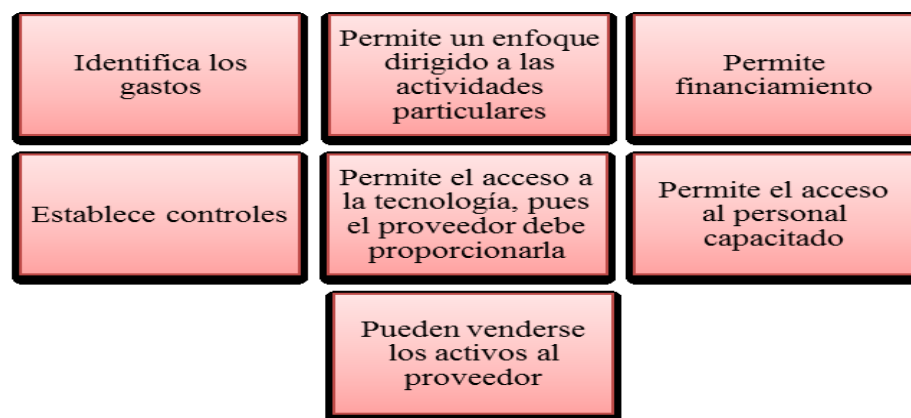 Identifica los
gastos
Permite un enfoque
dirigido a las
actividades
particulares
Permite
financiamiento
Establece controles
Permite el acceso a
la tecnología, pues
el proveedor debe
proporcionarla
Permite el acceso
al personal
capacitado
Pueden venderse
los activos al
proveedor